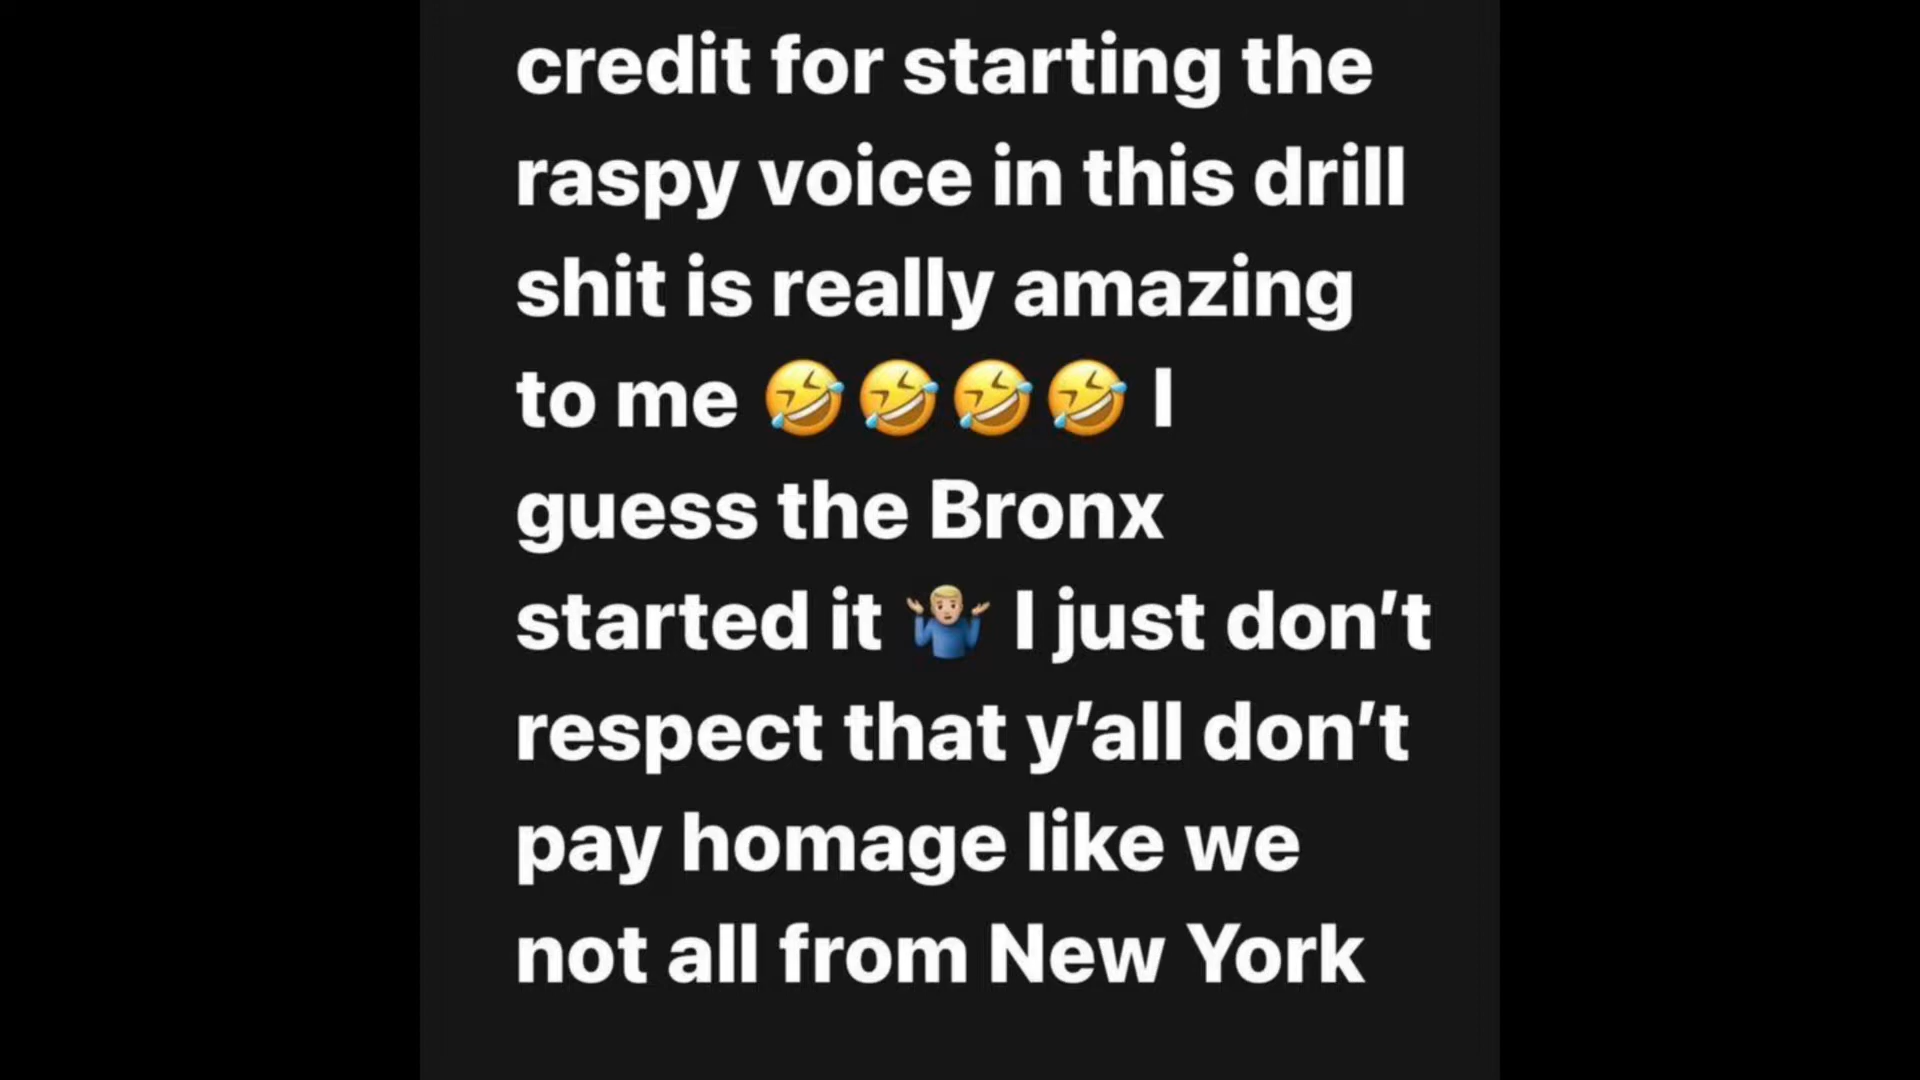 credit for starting the
raspy voice in this drill
shit is really amazing
to me 🤣🤣🤣🤣 I
guess the Bronx
started it 🤷🏼‍♂️ I just don’t
respect that y’all don’t
pay homage like we
not all from New York